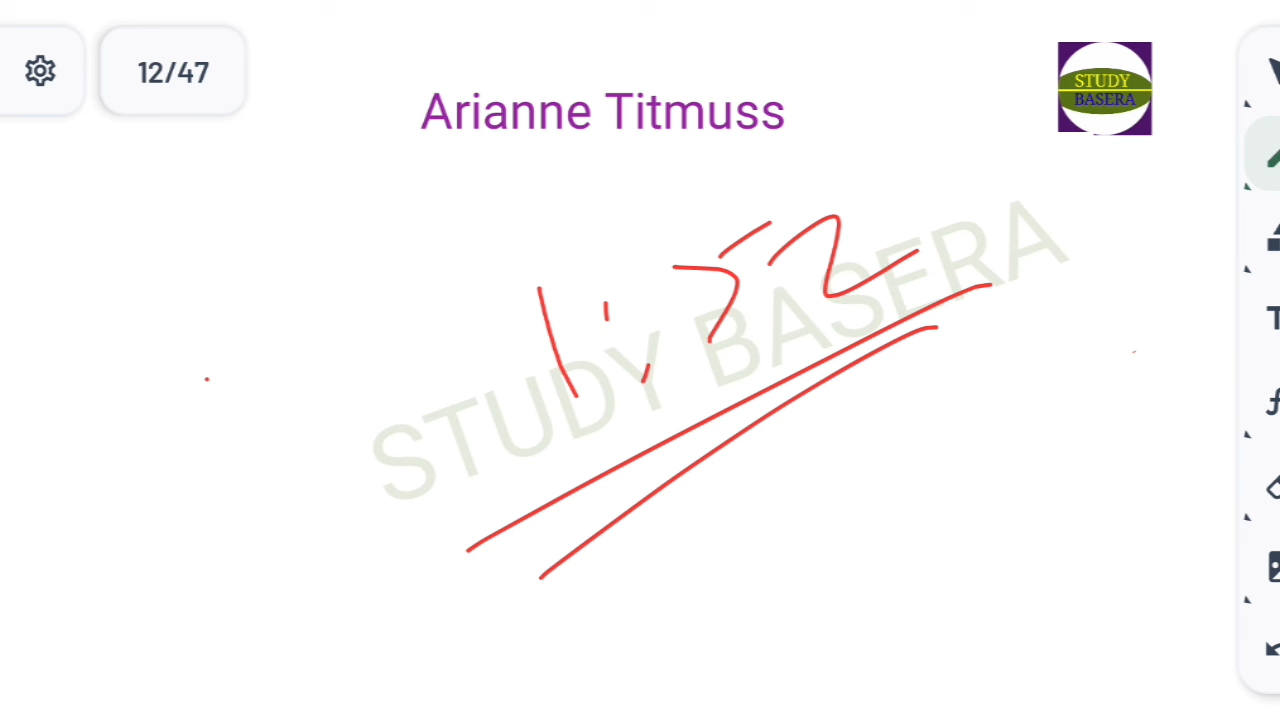 12/47
STUDY
BASERA
Arianne Titmuss
1:52
STUDY BASERA
T